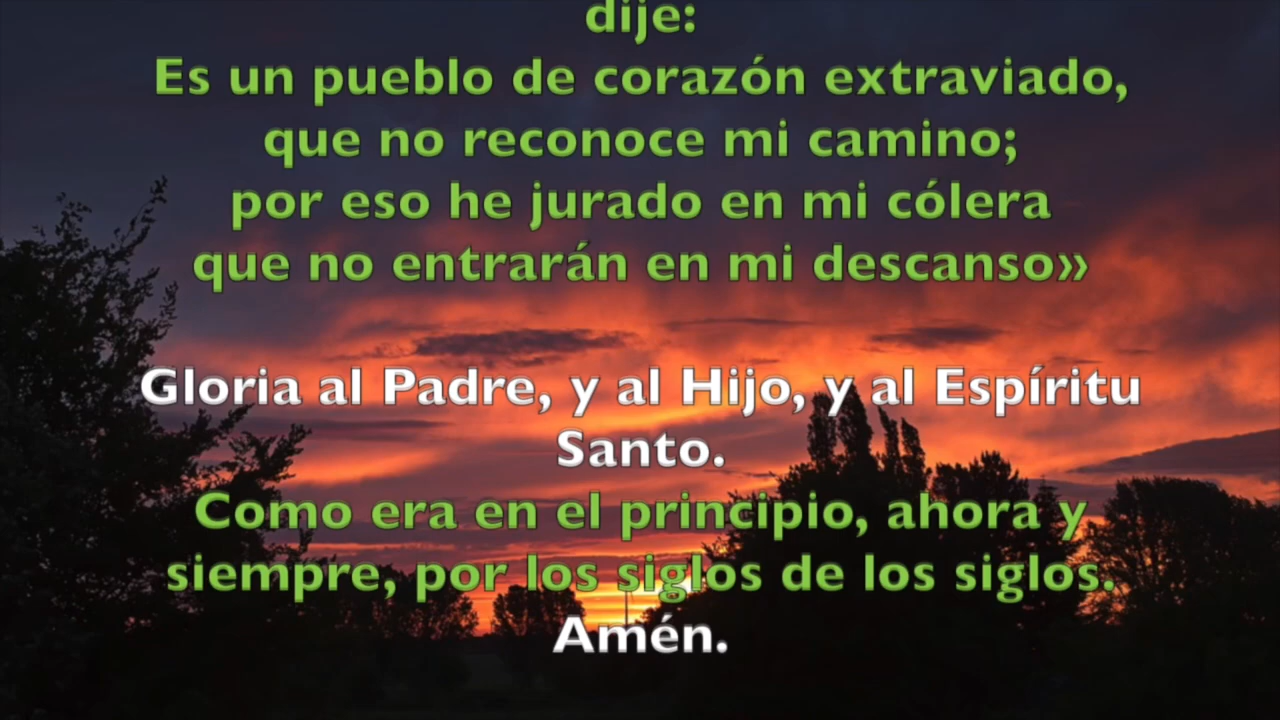 dije:
Es un pueblo de corazón extraviado,
que no reconoce mi camino;
por eso he jurado en mi cólera
que no entrarán en mi descanso»
Gloria al Padre, y al Hijo, y al Espíritu
Santo.
Como era en el principio, ahora y
siempre, por los siglos de los siglos.
Amén.